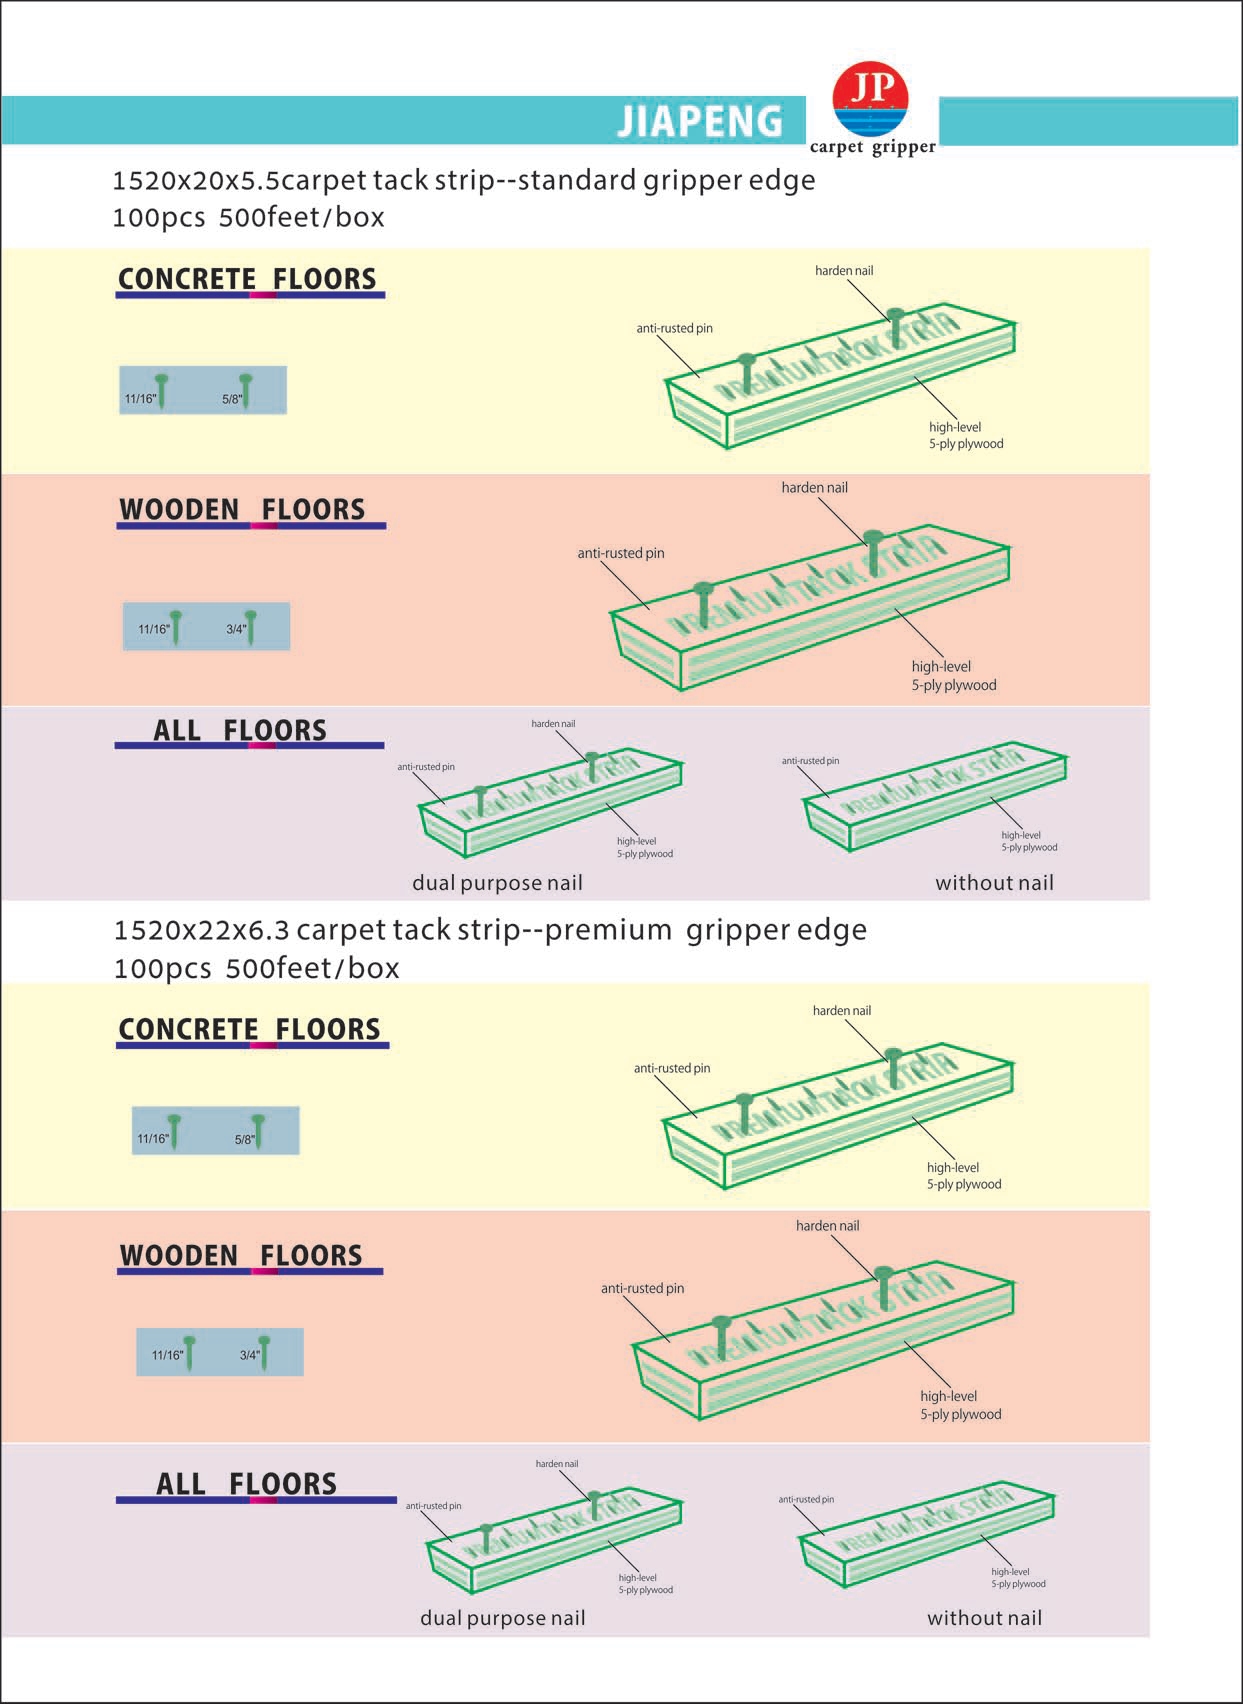 JIAPENG
JP
carpet gripper
1520x20x5.5carpet tack strip--standard gripper edge
100pcs 500feet/box
CONCRETE FLOORS
harden nail
anti-rusted pin
PREMIUM TACK STRIP
11/16" 5/8"
high-level
5-ply plywood
WOODEN FLOORS
harden nail
anti-rusted pin
PREMIUM TACK STRIP
11/16" 3/4"
high-level
5-ply plywood
ALL FLOORS
harden nail
anti-rusted pin
PREMIUM TACK STRIP
high-level
5-ply plywood
dual purpose nail
anti-rusted pin
PREMIUM TACK STRIP
high-level
5-ply plywood
without nail
1520x22x6.3 carpet tack strip--premium gripper edge
100pcs 500feet/box
CONCRETE FLOORS
harden nail
anti-rusted pin
PREMIUM TACK STRIP
11/16" 5/8"
high-level
5-ply plywood
WOODEN FLOORS
harden nail
anti-rusted pin
PREMIUM TACK STRIP
11/16" 3/4"
high-level
5-ply plywood
ALL FLOORS
harden nail
anti-rusted pin
PREMIUM TACK STRIP
high-level
5-ply plywood
dual purpose nail
anti-rusted pin
PREMIUM TACK STRIP
high-level
5-ply plywood
without nail